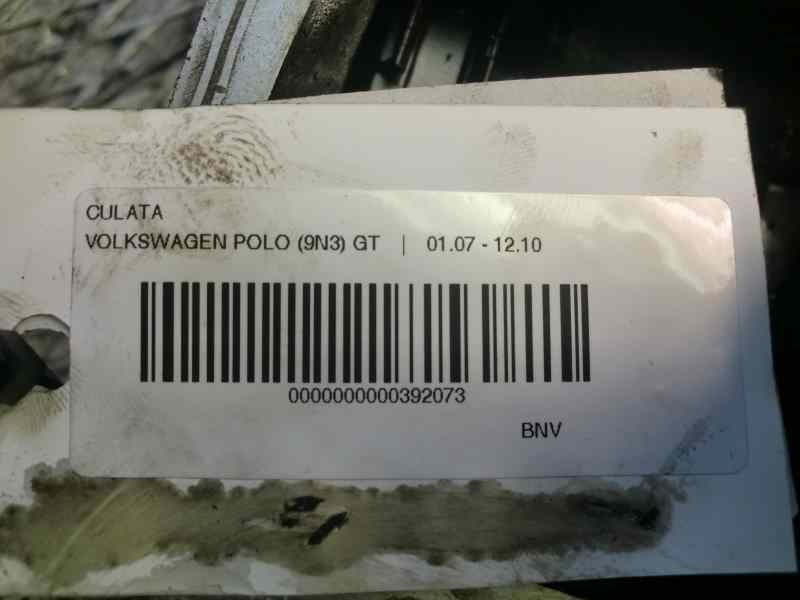 CULATA
VOLKSWAGEN POLO (9N3) GT | 01.07 - 12.10
0000000000392073
BNV